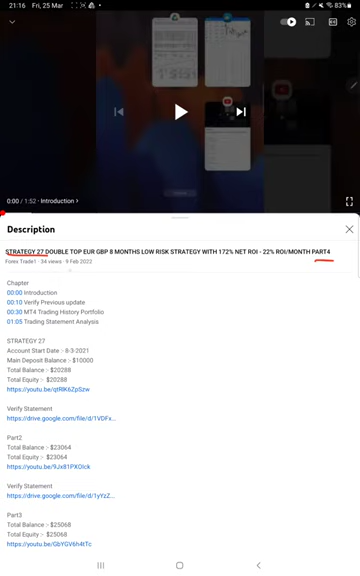 21:16 Fri, 25 Mar
83%
0:00 / 1:52 · Introduction >
Description
STRATEGY 27 DOUBLE TOP EUR GBP 8 MONTHS LOW RISK STRATEGY WITH 172% NET ROI - 22% ROI/MONTH PART4
Forex Trade1 · 34 views · 9 Feb 2022
Chapter
00:00 Introduction
00:10 Verify Previous update
00:30 MT4 Trading History Portfolio
01:05 Trading Statement Analysis
STRATEGY 27
Account Start Date :- 8-3-2021
Main Deposit Balance :- $10000
Total Balance :- $20288
Total Equity :- $20288
https://youtu.be/qtRlK6ZpSzw
Verify Statement
https://drive.google.com/file/d/1VDFx...
Part2
Total Balance :- $23064
Total Equity :- $23064
https://youtu.be/9Jx81PXOIck
Verify Statement
https://drive.google.com/file/d/1yYzZ...
Part3
Total Balance :- $25068
Total Equity :- $25068
https://youtu.be/GbYGV6h4tTc